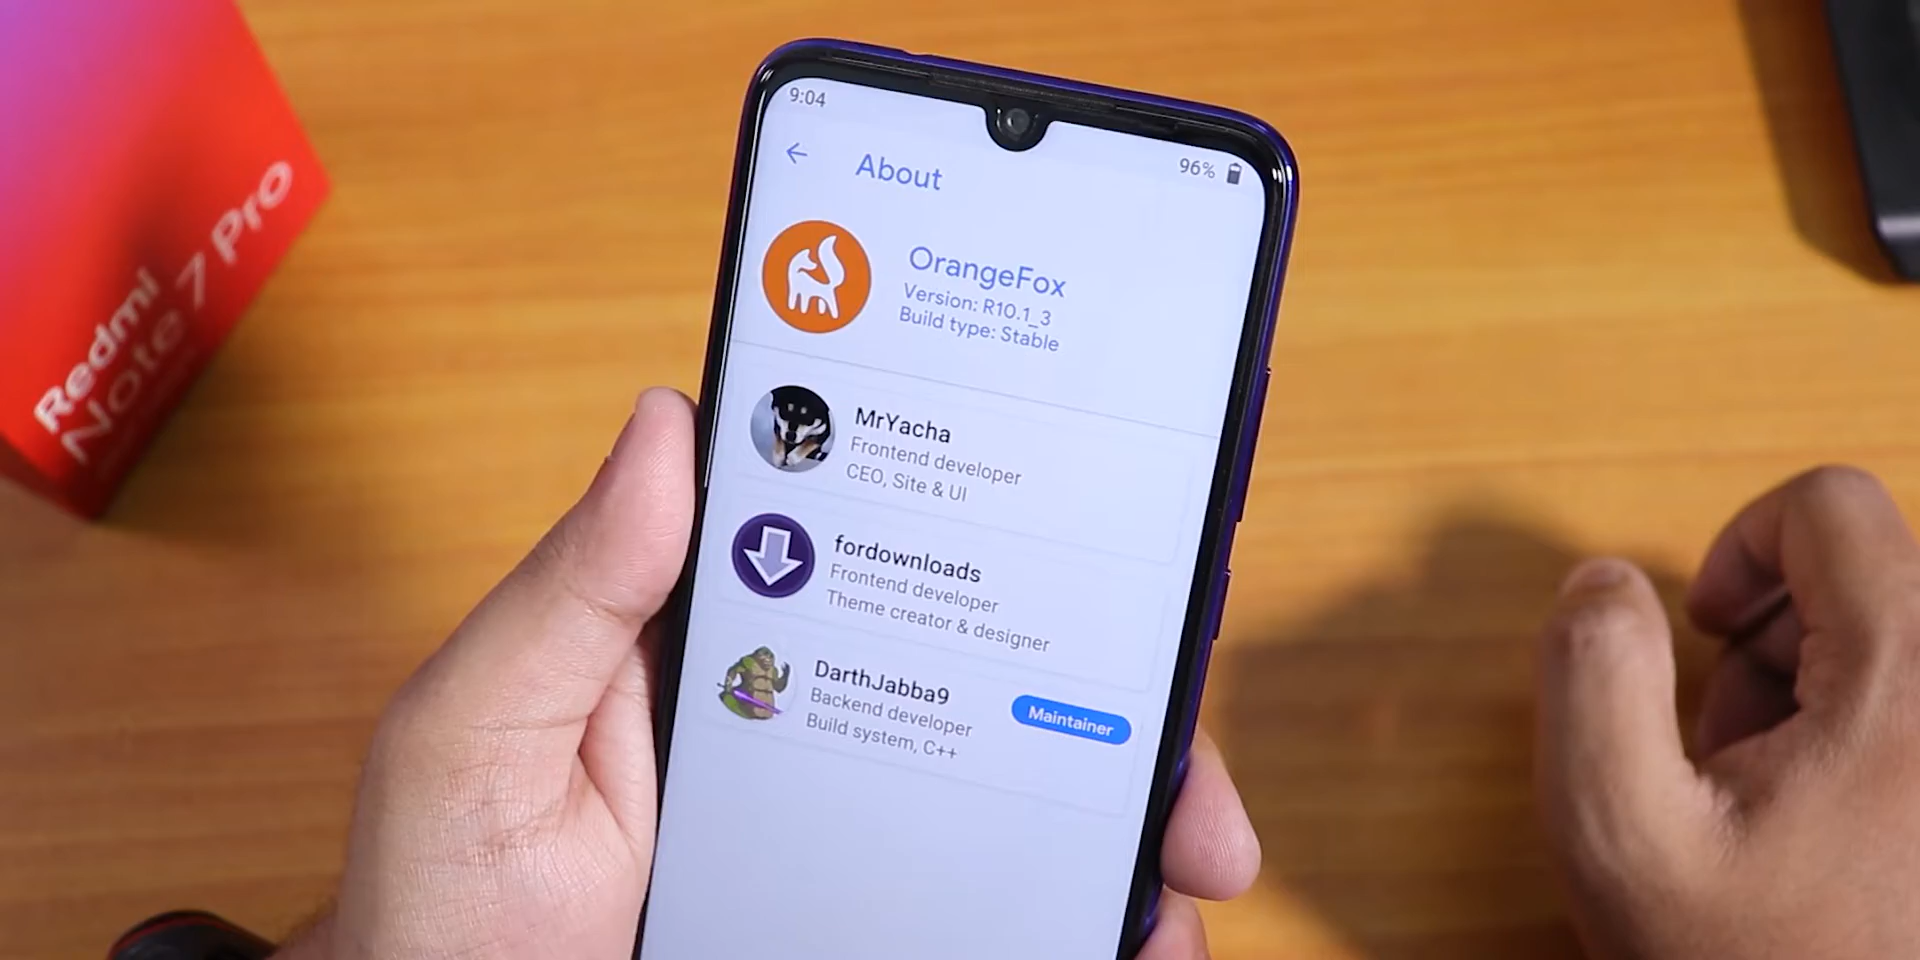 Redmi
Note 7 Pro
9:04
96%
About
OrangeFox
Version: R10.1_3
Build type: Stable
MrYacha
Frontend developer
CEO, Site & UI
fordownloads
Frontend developer
Theme creator & designer
DarthJabba9
Backend developer
Build system, C++
Maintainer